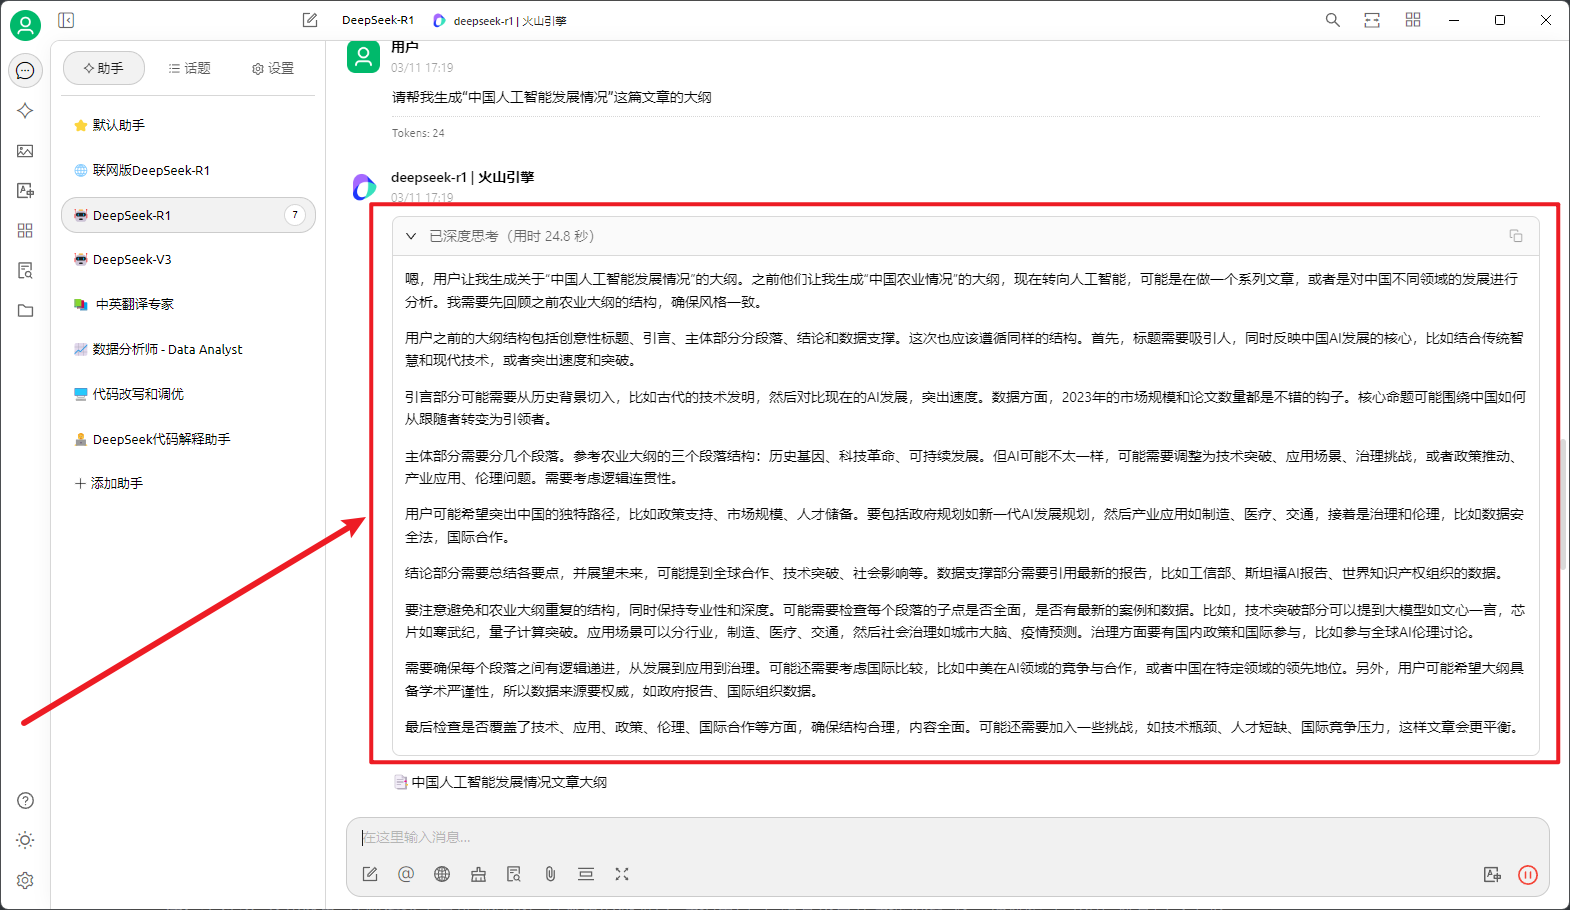 DeepSeek-R1
deepseek-r1 | 火山引擎
助手
话题
设置
默认助手
联网版DeepSeek-R1
DeepSeek-R1
7
DeepSeek-V3
中英翻译专家
数据分析师 - Data Analyst
代码改写和调优
DeepSeek代码解释助手
添加助手
用户
03/11 17:19
请帮我生成“中国人工智能发展情况”这篇文章的大纲
Tokens: 24
deepseek-r1 | 火山引擎
03/11 17:19
已深度思考（用时 24.8 秒）
嗯，用户让我生成关于“中国人工智能发展情况”的大纲。之前他们让我生成“中国农业情况”的大纲，现在转向人工智能，可能是在做一个系列文章，或者是对中国不同领域的发展进行
分析。我需要先回顾之前农业大纲的结构，确保风格一致。
用户之前的大纲结构包括创意性标题、引言、主体部分分段落、结论和数据支撑。这次也应该遵循同样的结构。首先，标题需要吸引人，同时反映中国AI发展的核心，比如结合传统智
慧和现代技术，或者突出速度和突破。
引言部分可能需要从历史背景切入，比如古代的技术发明，然后对比现在的AI发展，突出速度。数据方面，2023年的市场规模和论文数量都是不错的钩子。核心命题可能围绕中国如何
从跟随者转变为引领者。
主体部分需要分几个段落。参考农业大纲的三个段落结构：历史基因、科技革命、可持续发展。但AI可能不太一样，可能需要调整为技术突破、应用场景、治理挑战，或者政策推动、
产业应用、伦理问题。需要考虑逻辑连贯性。
用户可能希望突出中国的独特路径，比如政策支持、市场规模、人才储备。要包括政府规划如新一代AI发展规划，然后产业应用如制造、医疗、交通，接着是治理和伦理，比如数据安
全法，国际合作。
结论部分需要总结各要点，并展望未来，可能提到全球合作、技术突破、社会影响等。数据支撑部分需要引用最新的报告，比如工信部、斯坦福AI报告、世界知识产权组织的数据。
要注意避免和农业大纲重复的结构，同时保持专业性和深度。可能需要检查每个段落的子点是否全面，是否有最新的案例和数据。比如，技术突破部分可以提到大模型如文心一言，芯
片如寒武纪，量子计算突破。应用场景可以分行业，制造、医疗、交通，然后社会治理如城市大脑、疫情预测。治理方面要有国内政策和国际参与，比如参与全球AI伦理讨论。
需要确保每个段落之间有逻辑递进，从发展到应用到治理。可能还需要考虑国际比较，比如中美在AI领域的竞争与合作，或者中国在特定领域的领先地位。另外，用户可能希望大纲具
备学术严谨性，所以数据来源要权威，如政府报告、国际组织数据。
最后检查是否覆盖了技术、应用、政策、伦理、国际合作等方面，确保结构合理，内容全面。可能还需要加入一些挑战，如技术瓶颈、人才短缺、国际竞争压力，这样文章会更平衡。
中国人工智能发展情况文章大纲
在这里输入消息...